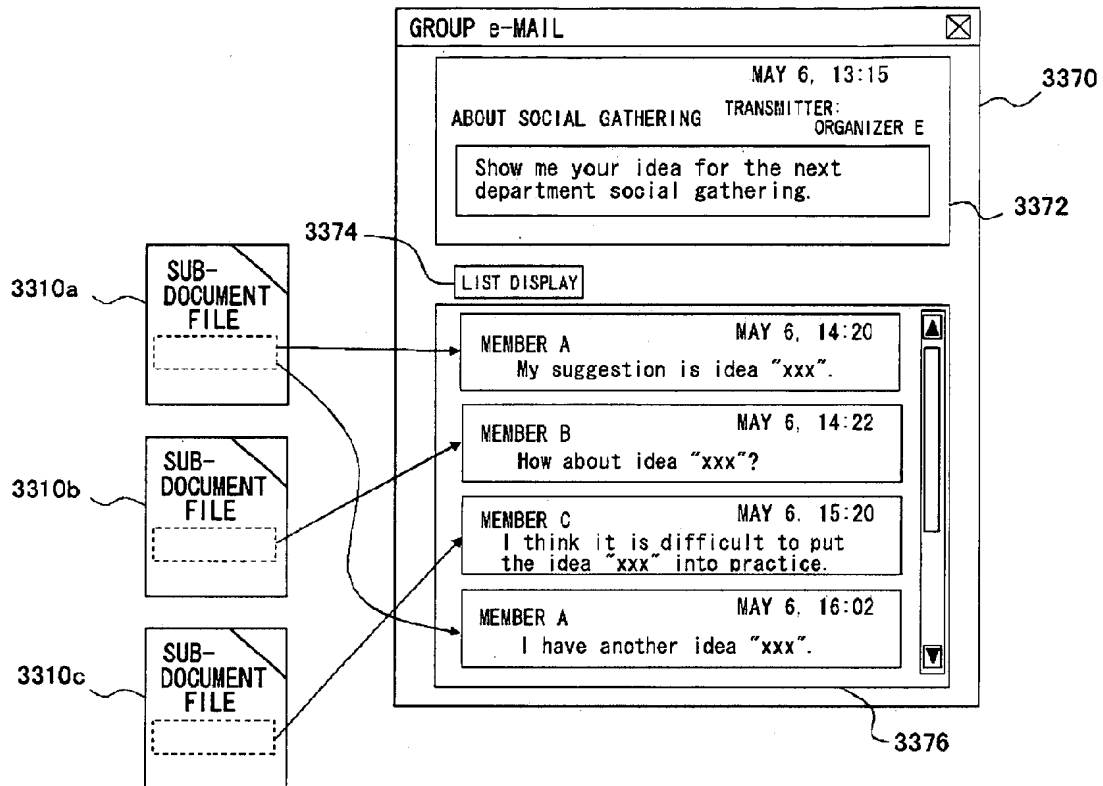 GROUP e-MAIL
MAY 6, 13:15
3370
ABOUT SOCIAL GATHERING
TRANSMITTER:
ORGANIZER E
Show me your idea for the next
department social gathering.
3372
3374
LIST DISPLAY
3310a
SUB-
DOCUMENT
FILE
MEMBER A
MAY 6, 14:20
My suggestion is idea "xxx".
3310b
SUB-
DOCUMENT
FILE
MEMBER B
MAY 6, 14:22
How about idea "xxx"?
MEMBER C
MAY 6. 15:20
I think it is difficult to put
the idea "xxx" into practice.
3310c
SUB-
DOCUMENT
FILE
MEMBER A
MAY 6, 16:02
I have another idea "xxx".
3376